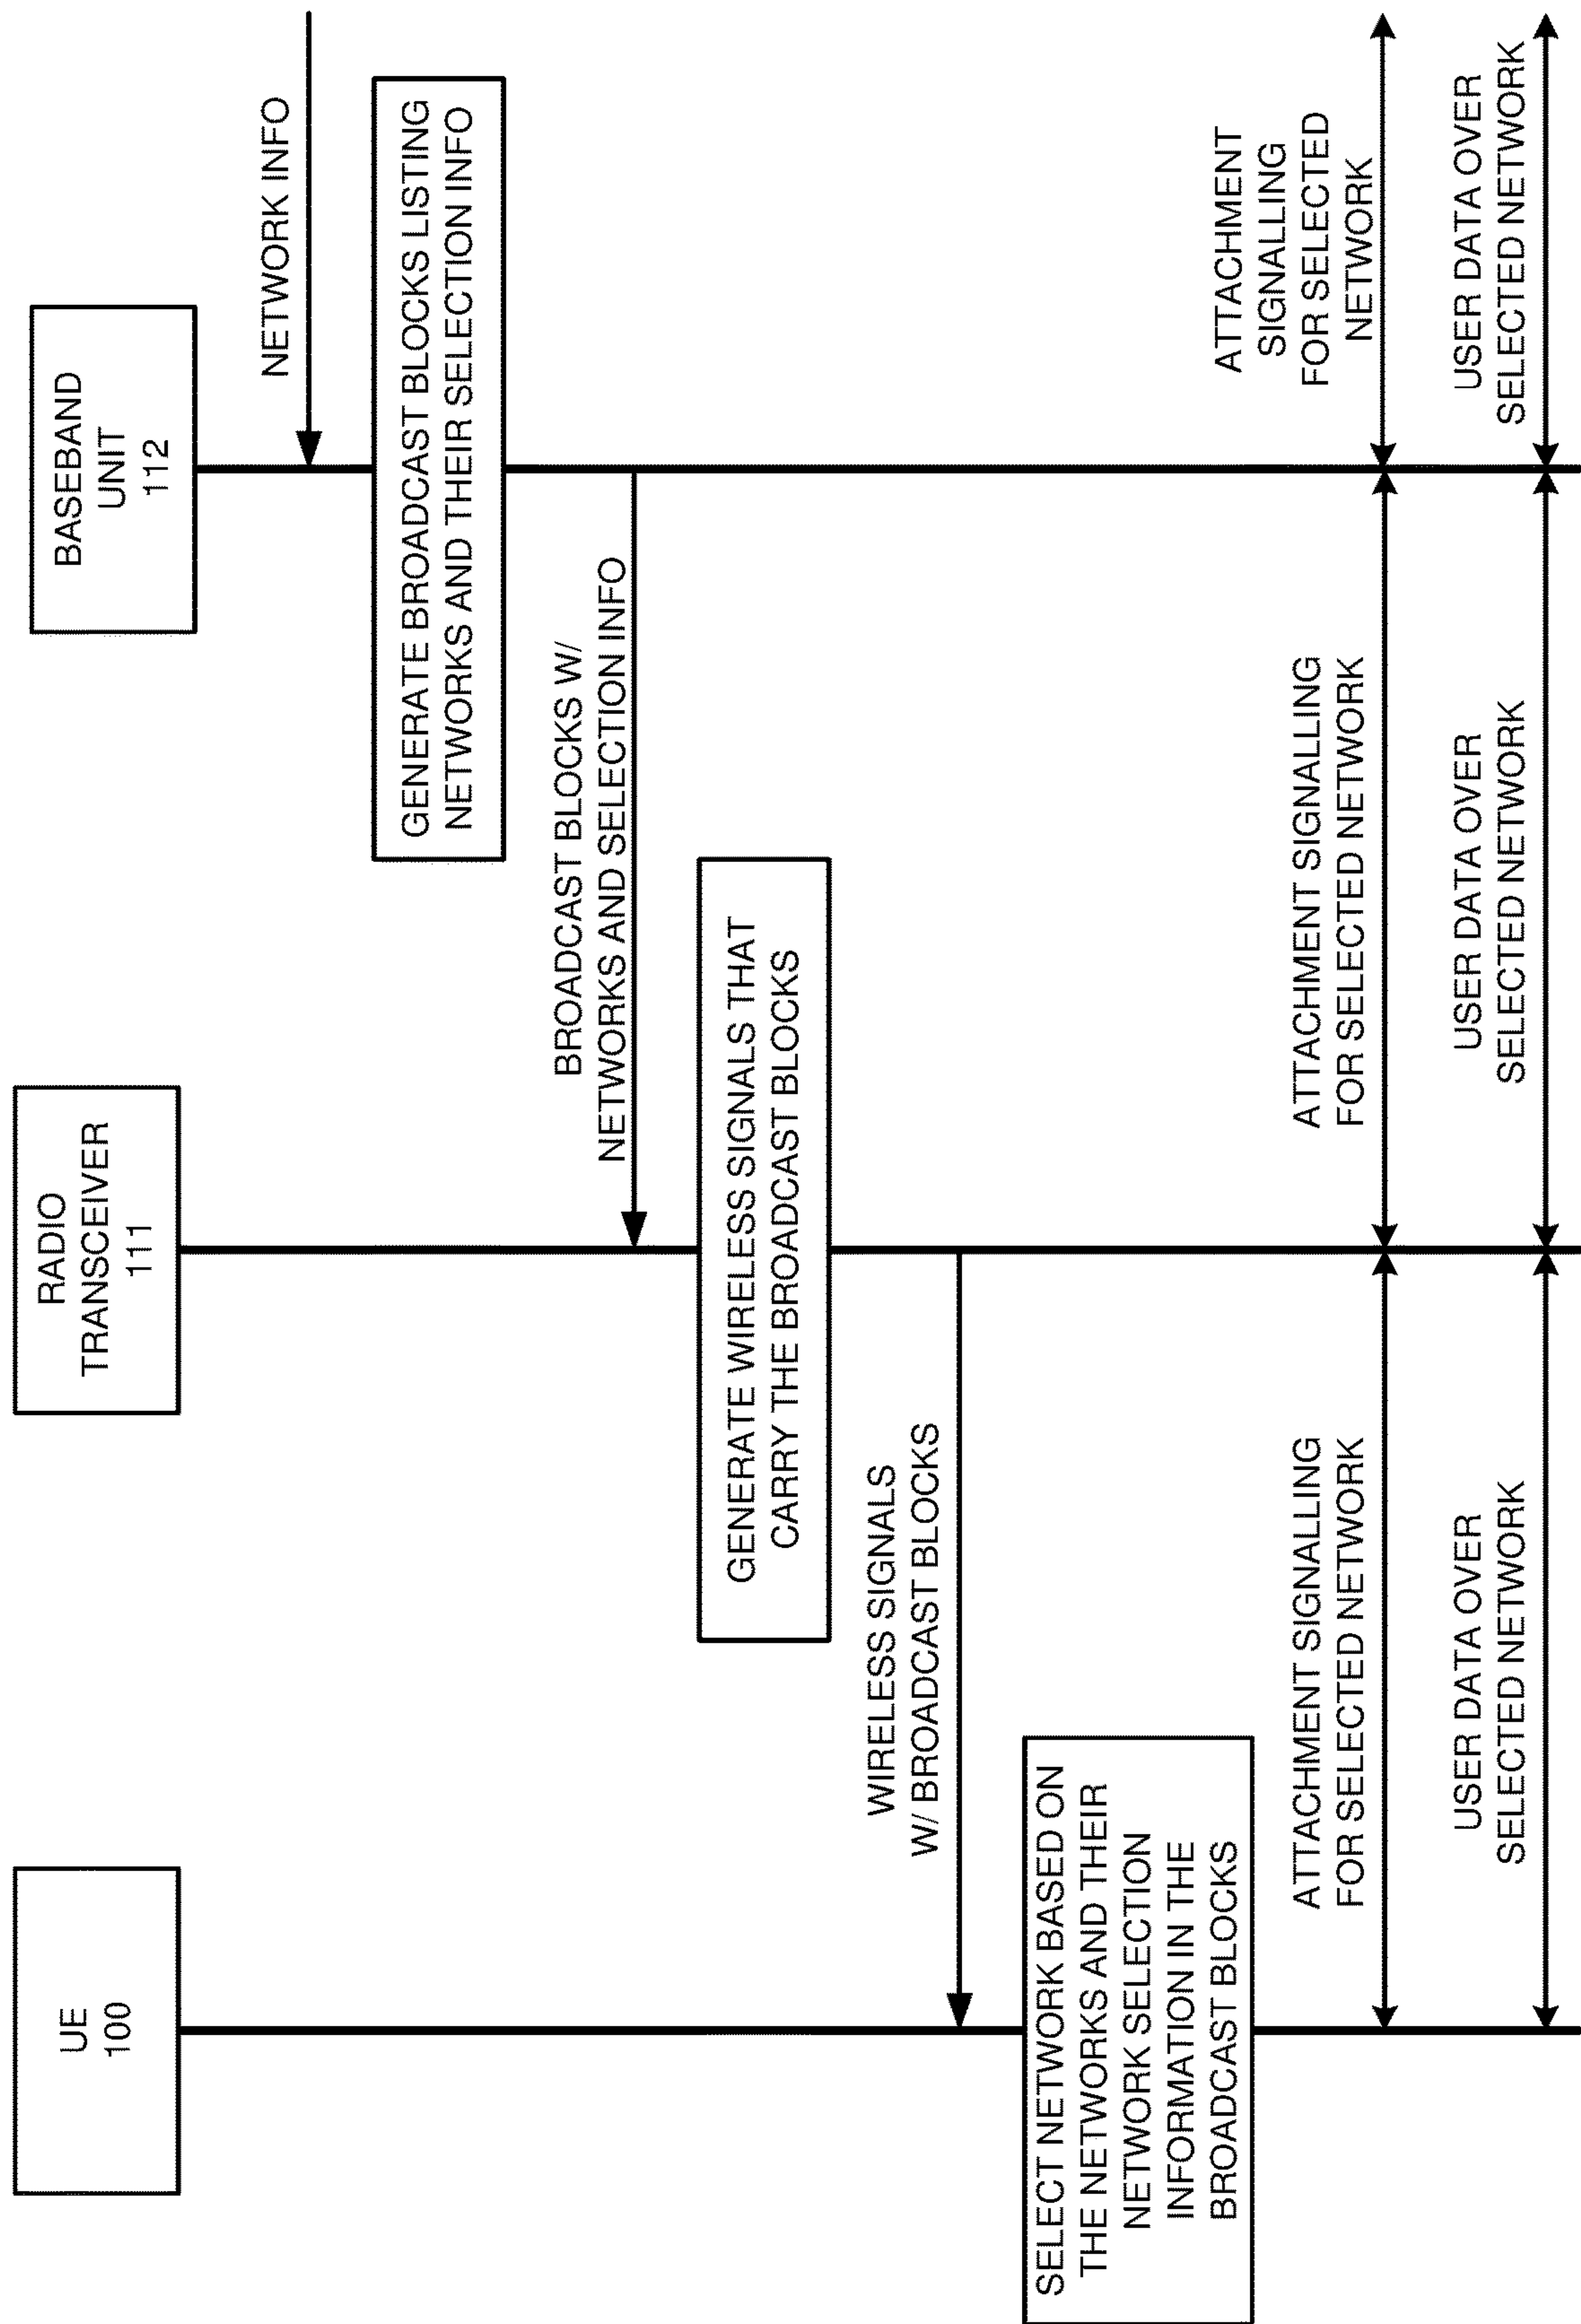 UE
100
RADIO
TRANSCEIVER
111
BASEBAND
UNIT
112
NETWORK INFO
GENERATE BROADCAST BLOCKS LISTING
NETWORKS AND THEIR SELECTION INFO
BROADCAST BLOCKS W/
NETWORKS AND SELECTION INFO
GENERATE WIRELESS SIGNALS THAT
CARRY THE BROADCAST BLOCKS
WIRELESS SIGNALS
W/ BROADCAST BLOCKS
SELECT NETWORK BASED ON
THE NETWORKS AND THEIR
NETWORK SELECTION
INFORMATION IN THE
BROADCAST BLOCKS
ATTACHMENT SIGNALLING
FOR SELECTED NETWORK
ATTACHMENT SIGNALLING
FOR SELECTED NETWORK
ATTACHMENT
SIGNALLING
FOR SELECTED
NETWORK
USER DATA OVER
SELECTED NETWORK
USER DATA OVER
SELECTED NETWORK
USER DATA OVER
SELECTED NETWORK